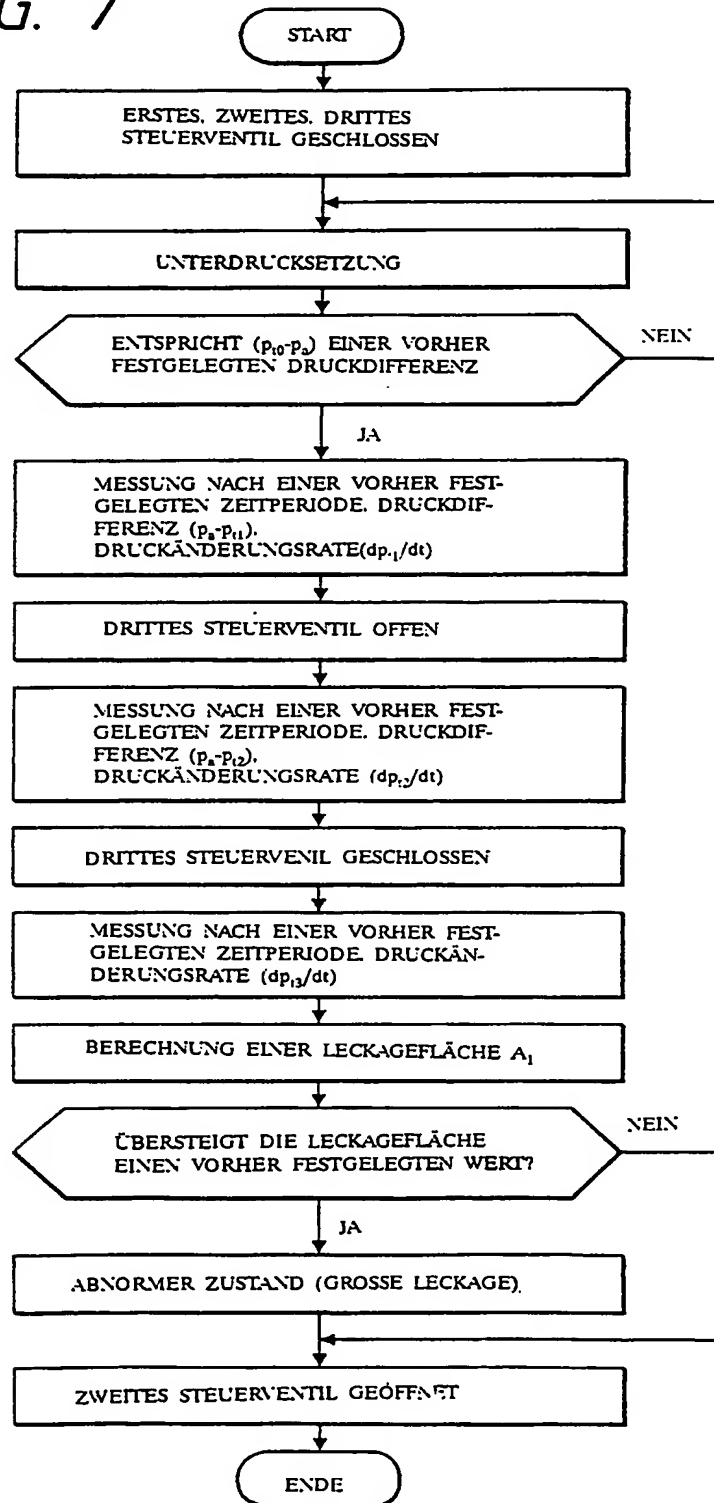 G. 7
START
ERSTES, ZWEITES, DRITTES
STEUERVENTIL GESCHLOSSEN
UNTERDRUCKSETZUNG
ENTSPRICHT (pt0-pa) EINER VORHER
FESTGELEGTEN DRUCKDIFFERENZ
NEIN
JA
MESSUNG NACH EINER VORHER FEST-
GELEGTEN ZEITPERIODE. DRUCKDIF-
FERENZ (pa-pt1).
DRUCKÄNDERUNGSRATE(dpt1/dt)
DRITTES STEUERVENTIL OFFEN
MESSUNG NACH EINER VORHER FEST-
GELEGTEN ZEITPERIODE. DRUCKDIF-
FERENZ (pa-pt2).
DRUCKÄNDERUNGSRATE (dpt2/dt)
DRITTES STEUERVENIL GESCHLOSSEN
MESSUNG NACH EINER VORHER FEST-
GELEGTEN ZEITPERIODE. DRUCKÄN-
DERUNGSRATE (dpt3/dt)
BERECHNUNG EINER LECKAGEFLÄCHE A1
ÜBERSTEIGT DIE LECKAGEFLÄCHE
EINEN VORHER FESTGELEGTEN WERT?
NEIN
JA
ABNORMER ZUSTAND (GROSSE LECKAGE).
ZWEITES STEUERVENTIL GEÖFFNET
ENDE